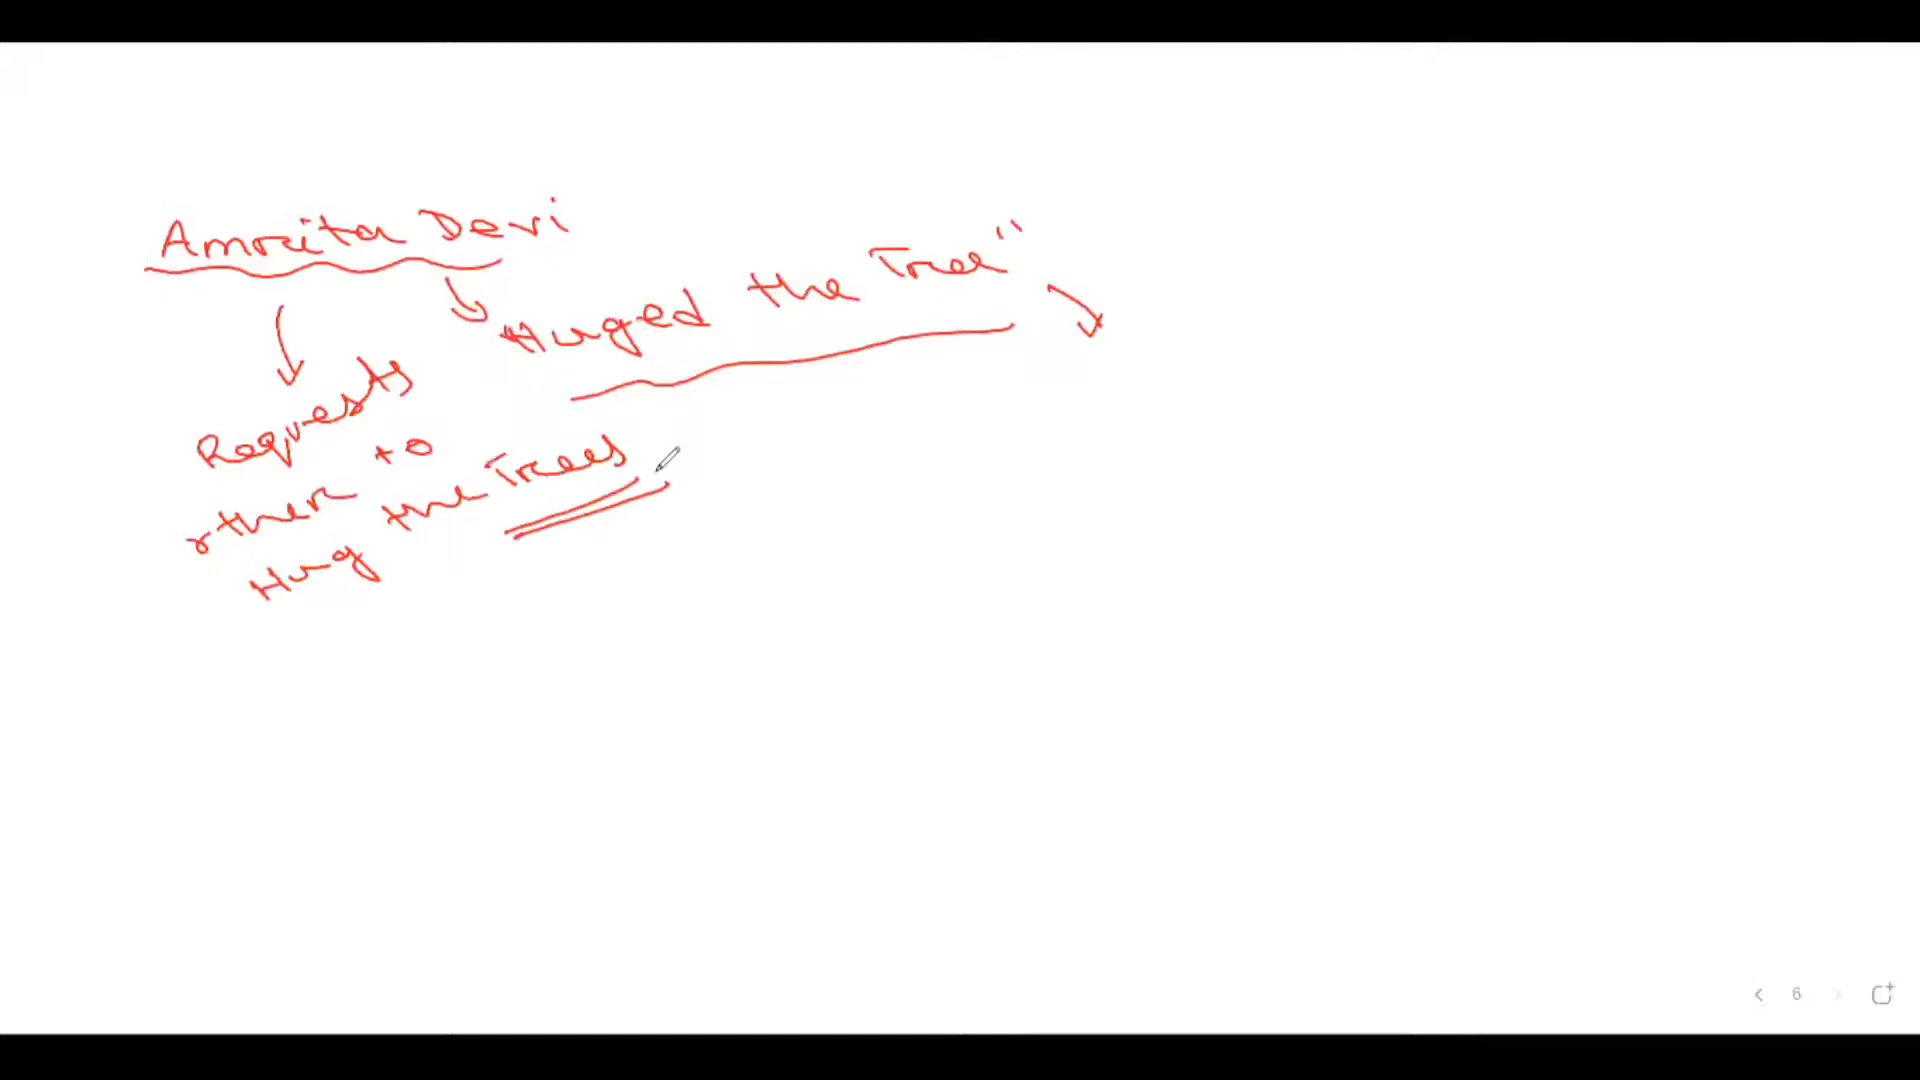 Amrita Devi
Huged the Tree"
Requests
other to
Hug the Trees
6